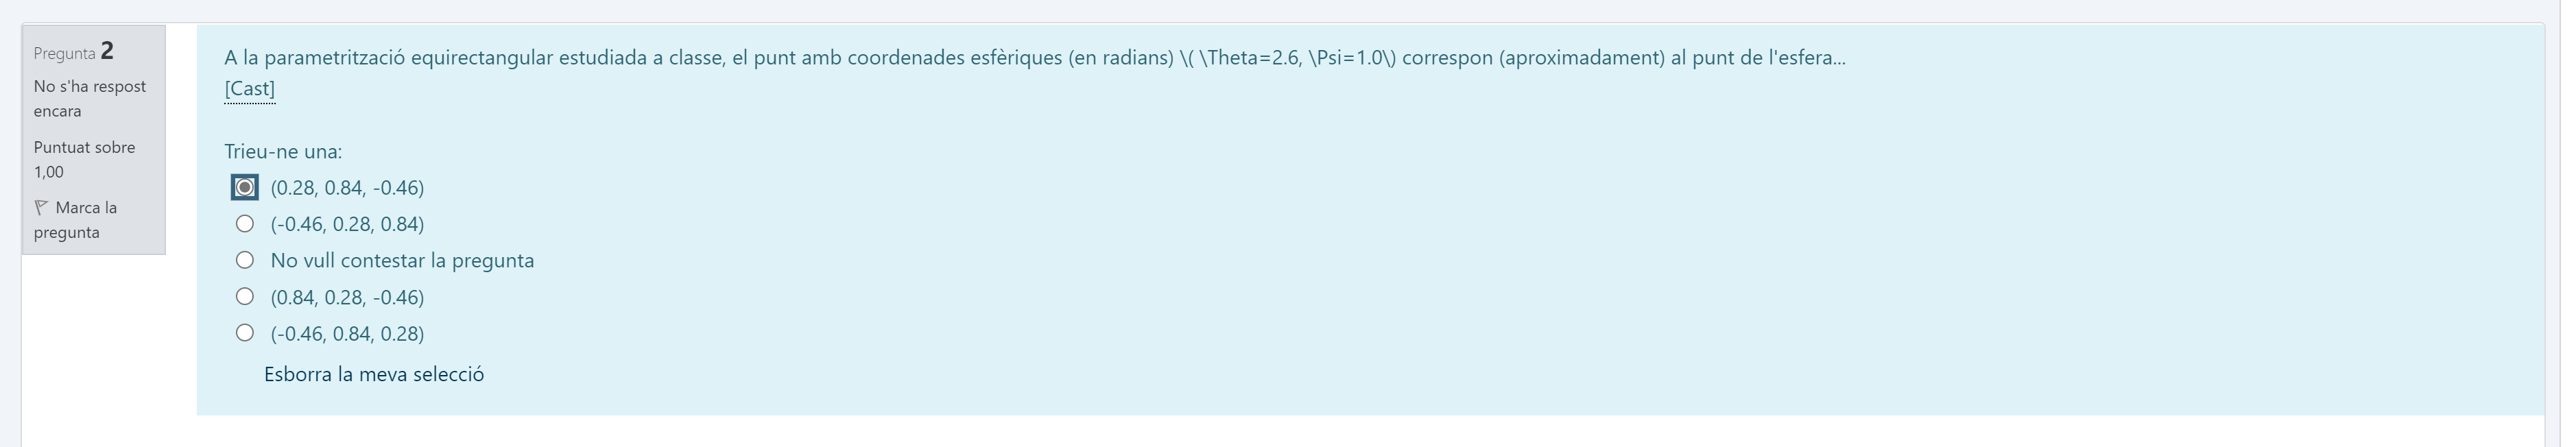 Pregunta 2
No s'ha respost
encara
Puntuat sobre
1,00
Marca la
pregunta
A la parametrització equirectangular estudiada a classe, el punt amb coordenades esfèriques (en radians) \( \Theta=2.6, \Psi=1.0\) correspon (aproximadament) al punt de l'esfera...
[Cast]
Trieu-ne una:
(0.28, 0.84, -0.46)
(-0.46, 0.28, 0.84)
No vull contestar la pregunta
(0.84, 0.28, -0.46)
(-0.46, 0.84, 0.28)
Esborra la meva selecció